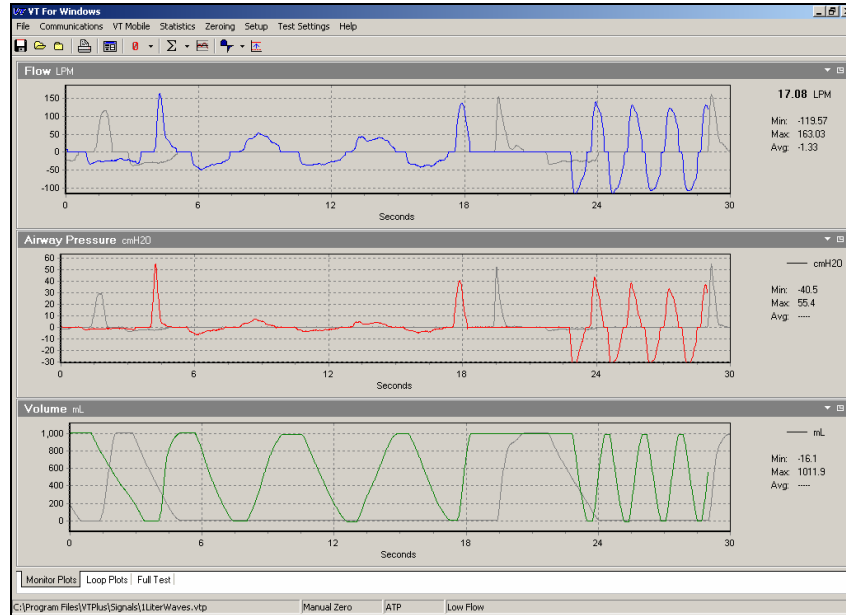 VT For Windows
File Communications VT Mobile Statistics Zeroing Setup Test Settings Help
Flow LPM
150
100
50
0
-50
-100
0 6 12 18 24 30
Seconds
17.08 LPM
Min: -119.57
Max: 163.03
Avg: -1.33
Airway Pressure cmH20
60
50
40
30
20
10
0
-10
-20
-30
0 6 12 18 24 30
Seconds
cmH20
Min: -40.5
Max: 55.4
Avg: -----
Volume mL
1,000
800
600
400
200
0
0 6 12 18 24 30
Seconds
mL
Min: -16.1
Max: 1011.9
Avg: -----
Monitor Plots Loop Plots Full Test
C:\Program Files\VTPlus\Signals\1LiterWaves.vtp Manual Zero ATP Low Flow